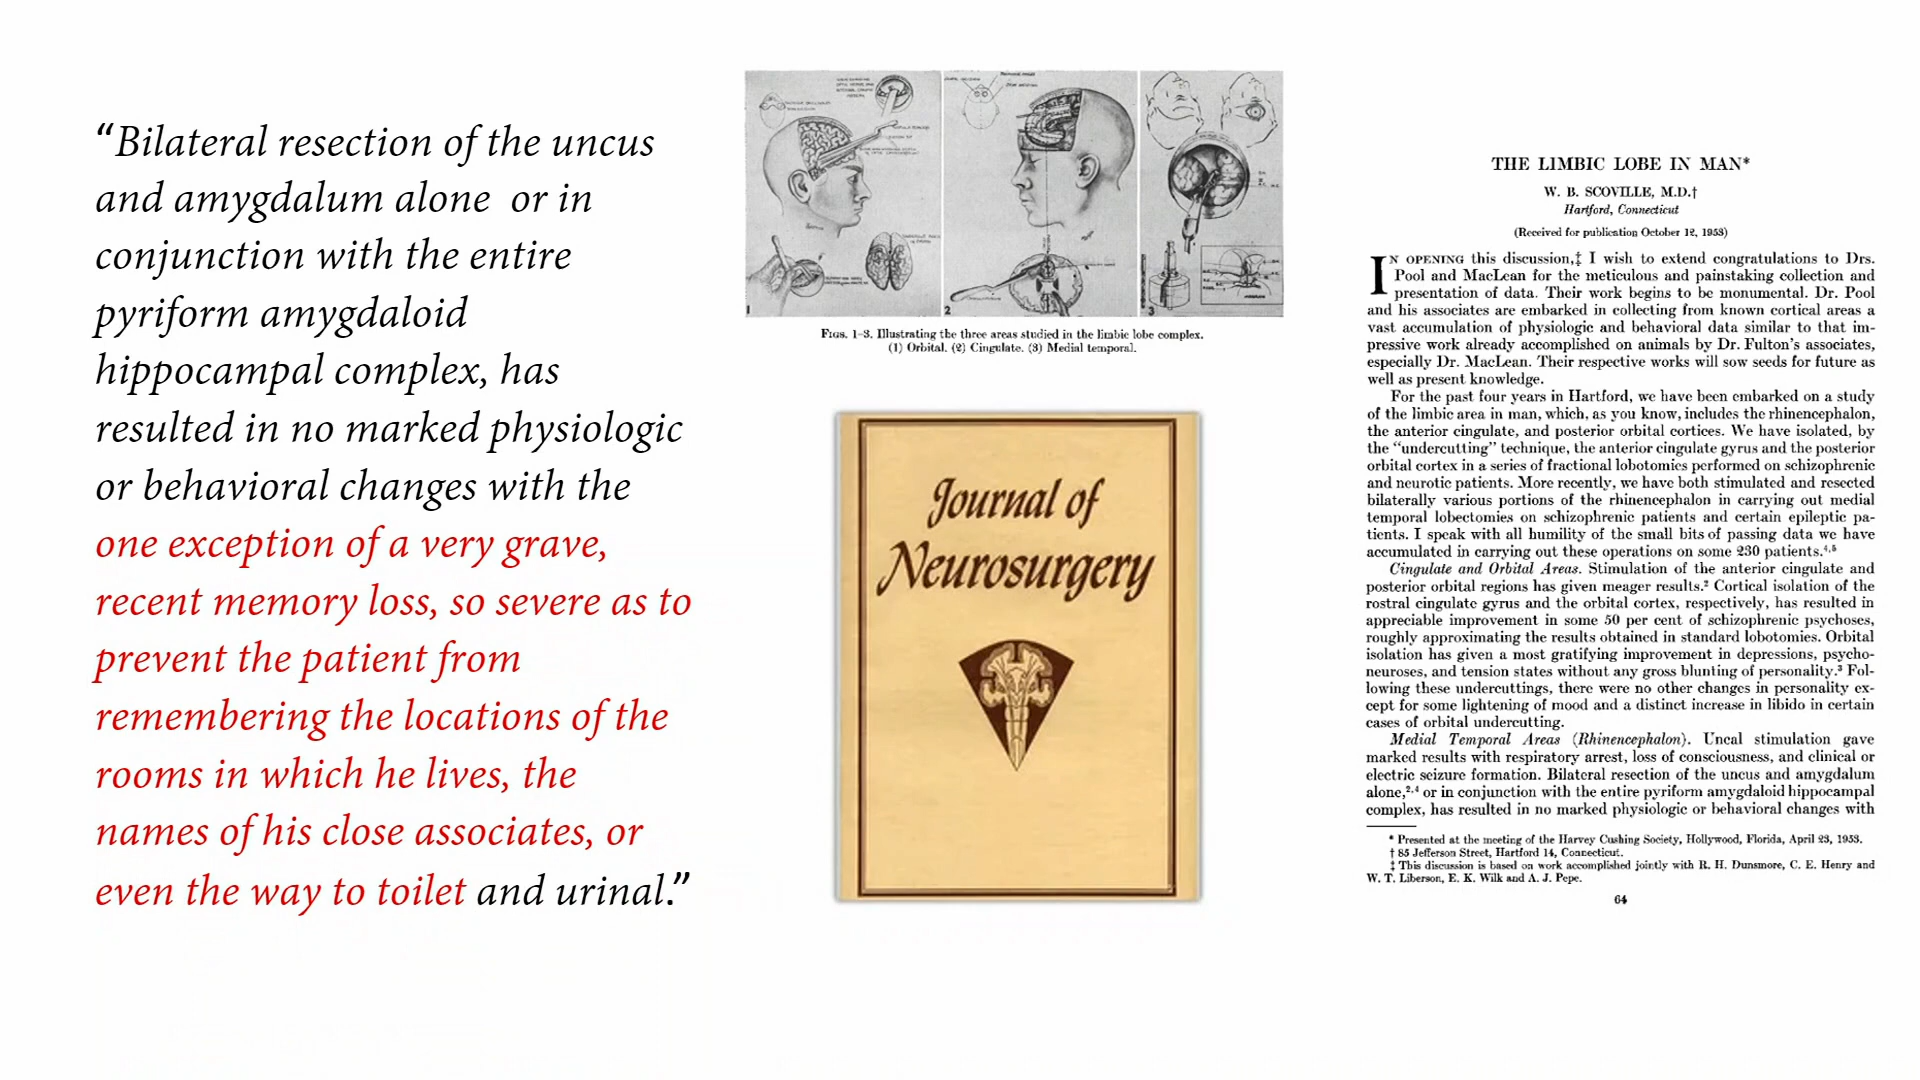 “Bilateral resection of the uncus
and amygdalum alone or in
conjunction with the entire
pyriform amygdaloid
hippocampal complex, has
resulted in no marked physiologic
or behavioral changes with the
one exception of a very grave,
recent memory loss, so severe as to
prevent the patient from
remembering the locations of the
rooms in which he lives, the
names of his close associates, or
even the way to toilet and urinal.”
1
2
3
FIGS. 1–3. Illustrating the three areas studied in the limbic lobe complex.
(1) Orbital. (2) Cingulate. (3) Medial temporal.
Journal of
Neurosurgery
THE LIMBIC LOBE IN MAN*
W. B. SCOVILLE, M.D.†
Hartford, Connecticut
(Received for publication October 12, 1953)
IN OPENING this discussion,‡ I wish to extend congratulations to Drs.
Pool and MacLean for the meticulous and painstaking collection and
presentation of data. Their work begins to be monumental. Dr. Pool
and his associates are embarked in collecting from known cortical areas a
vast accumulation of physiologic and behavioral data similar to that im-
pressive work already accomplished on animals by Dr. Fulton’s associates,
especially Dr. MacLean. Their respective works will sow seeds for future as
well as present knowledge.
For the past four years in Hartford, we have been embarked on a study
of the limbic area in man, which, as you know, includes the rhinencephalon,
the anterior cingulate, and posterior orbital cortices. We have isolated, by
the “undercutting” technique, the anterior cingulate gyrus and the posterior
orbital cortex in a series of fractional lobotomies performed on schizophrenic
and neurotic patients. More recently, we have both stimulated and resected
bilaterally various portions of the rhinencephalon in carrying out medial
temporal lobectomies on schizophrenic patients and certain epileptic pa-
tients. I speak with all humility of the small bits of passing data we have
accumulated in carrying out these operations on some 230 patients.⁴,⁵
Cingulate and Orbital Areas. Stimulation of the anterior cingulate and
posterior orbital regions has given meager results.² Cortical isolation of the
rostral cingulate gyrus and the orbital cortex, respectively, has resulted in
appreciable improvement in some 50 per cent of schizophrenic psychoses,
roughly approximating the results obtained in standard lobotomies. Orbital
isolation has given a most gratifying improvement in depressions, psycho-
neuroses, and tension states without any gross blunting of personality.³ Fol-
lowing these undercuttings, there were no other changes in personality ex-
cept for some lightening of mood and a distinct increase in libido in certain
cases of orbital undercutting.
Medial Temporal Areas (Rhinencephalon). Uncal stimulation gave
marked results with respiratory arrest, loss of consciousness, and clinical or
electric seizure formation. Bilateral resection of the uncus and amygdalum
alone,²,⁴ or in conjunction with the entire pyriform amygdaloid hippocampal
complex, has resulted in no marked physiologic or behavioral changes with
* Presented at the meeting of the Harvey Cushing Society, Hollywood, Florida, April 23, 1953.
† 85 Jefferson Street, Hartford 14, Connecticut.
‡ This discussion is based on work accomplished jointly with R. H. Dunsmore, C. E. Henry and
W. T. Liberson, E. K. Wilk and A. J. Pepe.
64